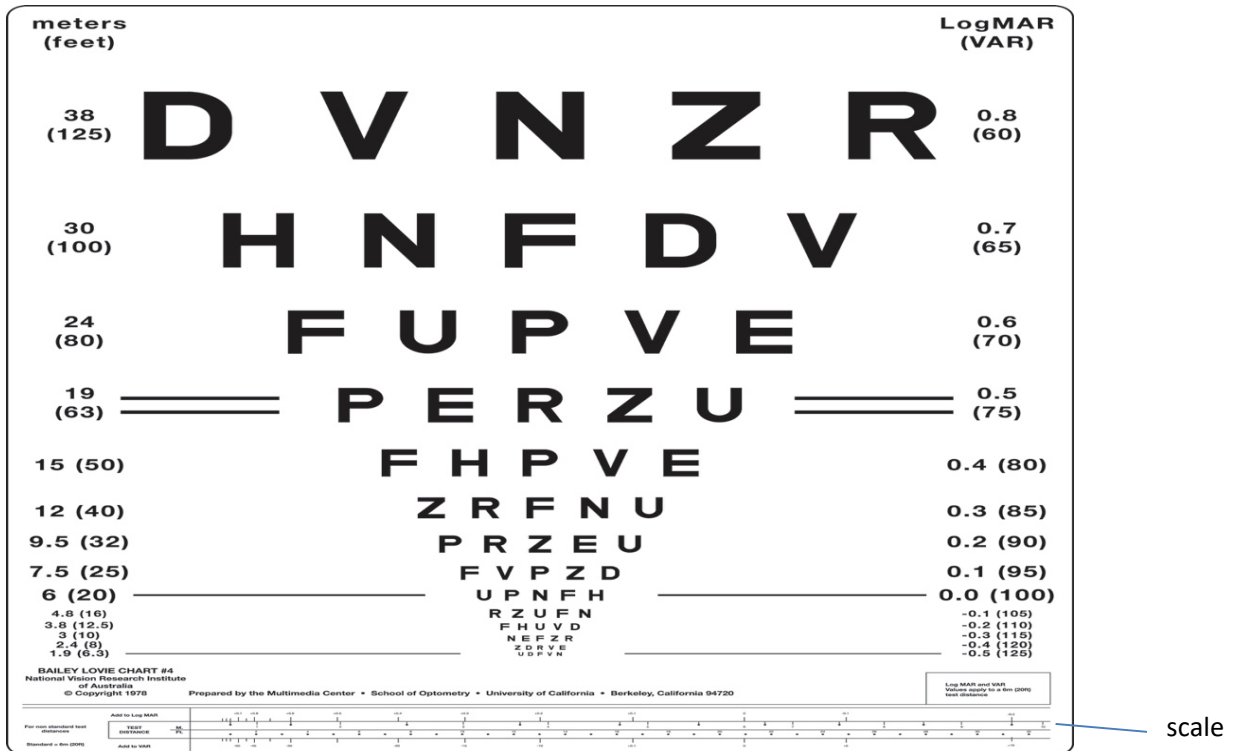 meters
(feet)
LogMAR
(VAR)
38
(125)
D V N Z R
0.8
(60)
30
(100)
H N F D V
0.7
(65)
24
(80)
F U P V E
0.6
(70)
19
(63)
P E R Z U
0.5
(75)
15 (50) F H P V E 0.4 (80)
12 (40) Z R F N U 0.3 (85)
9.5 (32) P R Z E U 0.2 (90)
7.5 (25) F V P Z D 0.1 (95)
6 (20) U P N F H 0.0 (100)
4.8 (16) R Z U F N -0.1 (105)
3.8 (12.5) F H U V D -0.2 (110)
3 (10) N E F Z R -0.3 (115)
2.4 (8) Z D R V E -0.4 (120)
1.9 (6.3) U D F V N -0.5 (125)
BAILEY LOVIE CHART #4
National Vision Research Institute
of Australia
© Copyright 1978 Prepared by the Multimedia Center • School of Optometry • University of California • Berkeley, California 94720
Log MAR and VAR
Values apply to a 6m (20ft)
test distance
Add to Log MAR
For non standard test
distances
TEST
DISTANCE
M.
Ft.
Standard = 6m (20ft)
Add to VAR
scale